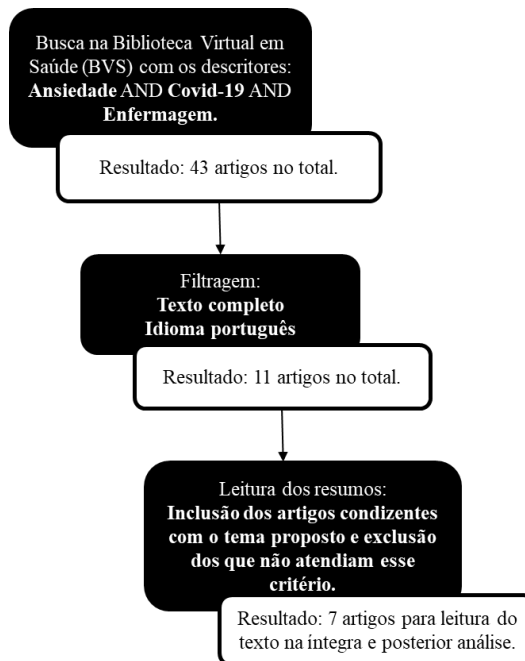 Busca na Biblioteca Virtual em
Saúde (BVS) com os descritores:
Ansiedade AND Covid-19 AND
Enfermagem.
Resultado: 43 artigos no total.
Filtragem:
Texto completo
Idioma português
Resultado: 11 artigos no total.
Leitura dos resumos:
Inclusão dos artigos condizentes
com o tema proposto e exclusão
dos que não atendiam esse
critério.
Resultado: 7 artigos para leitura do
texto na íntegra e posterior análise.